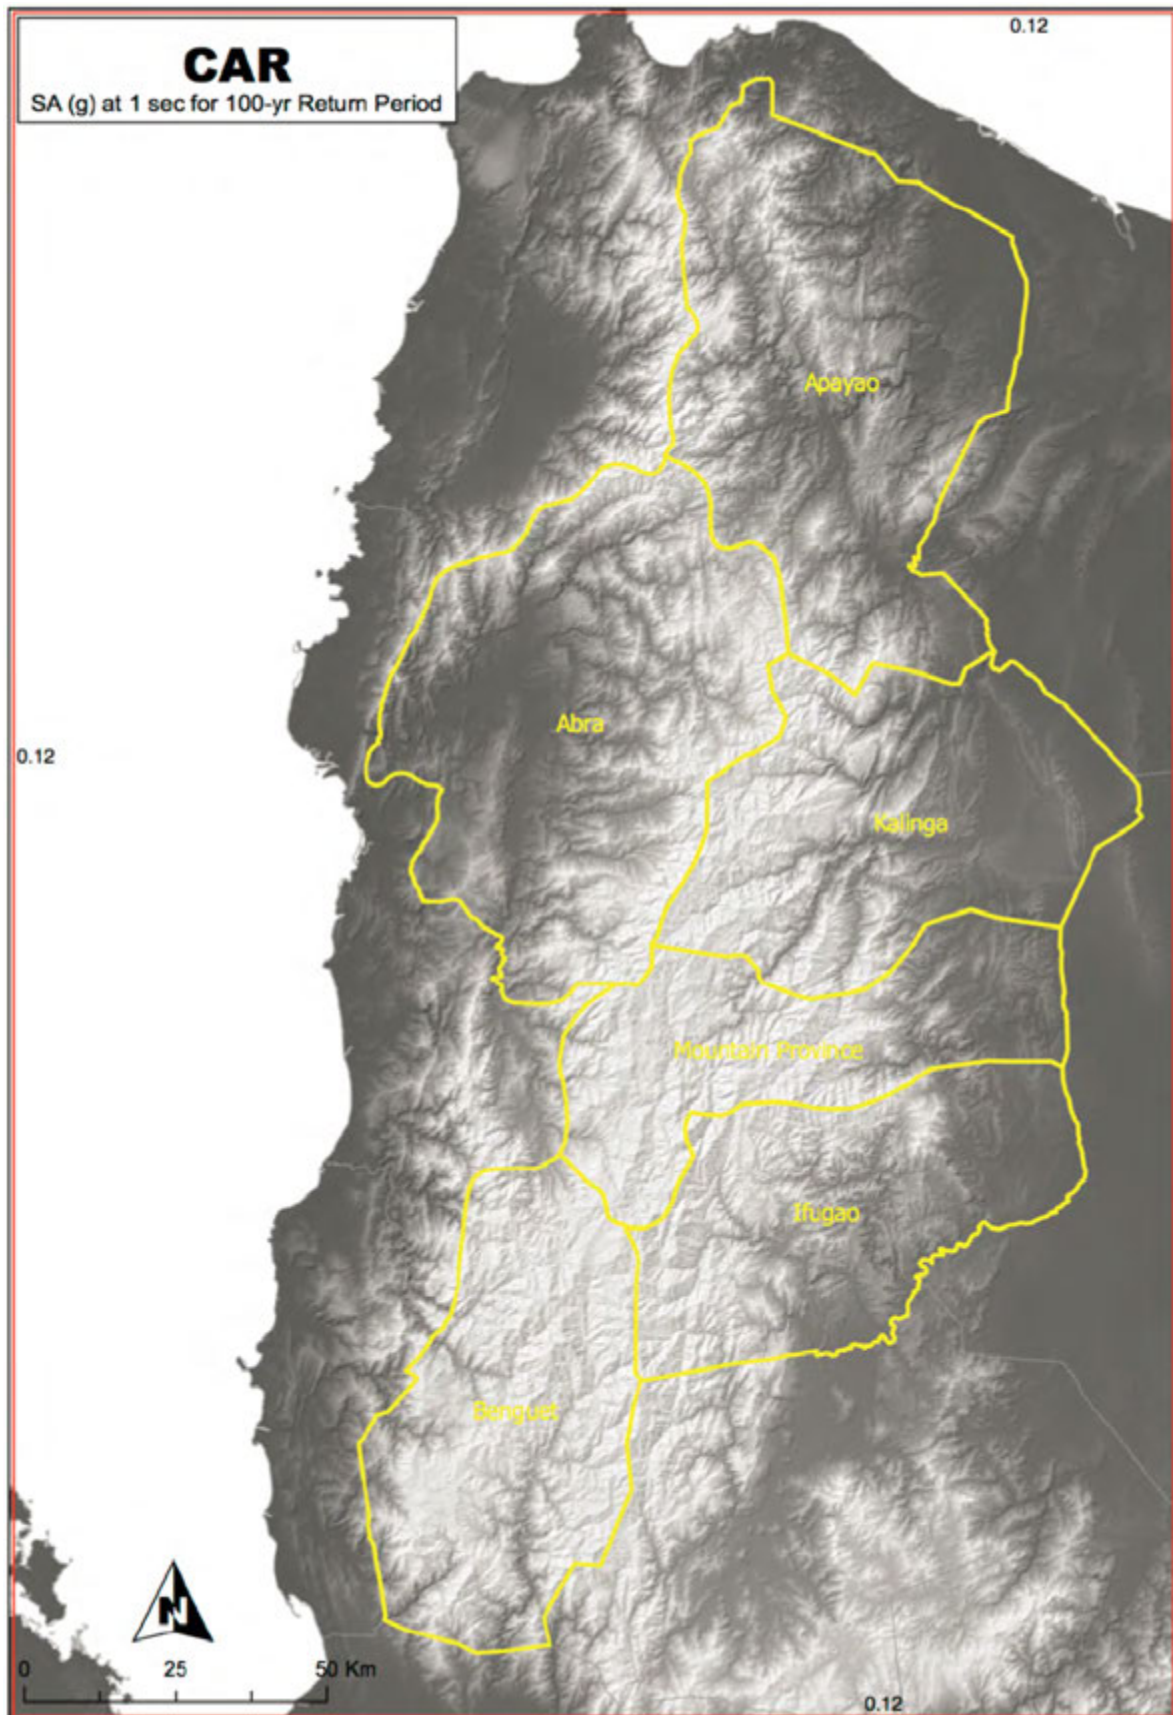 0.12
CAR
SA (g) at 1 sec for 100-yr Return Period
Apayao
Abra
0.12
Kalinga
Mountain Province
Ifugao
Benguet
N
0 25 50 Km
0.12